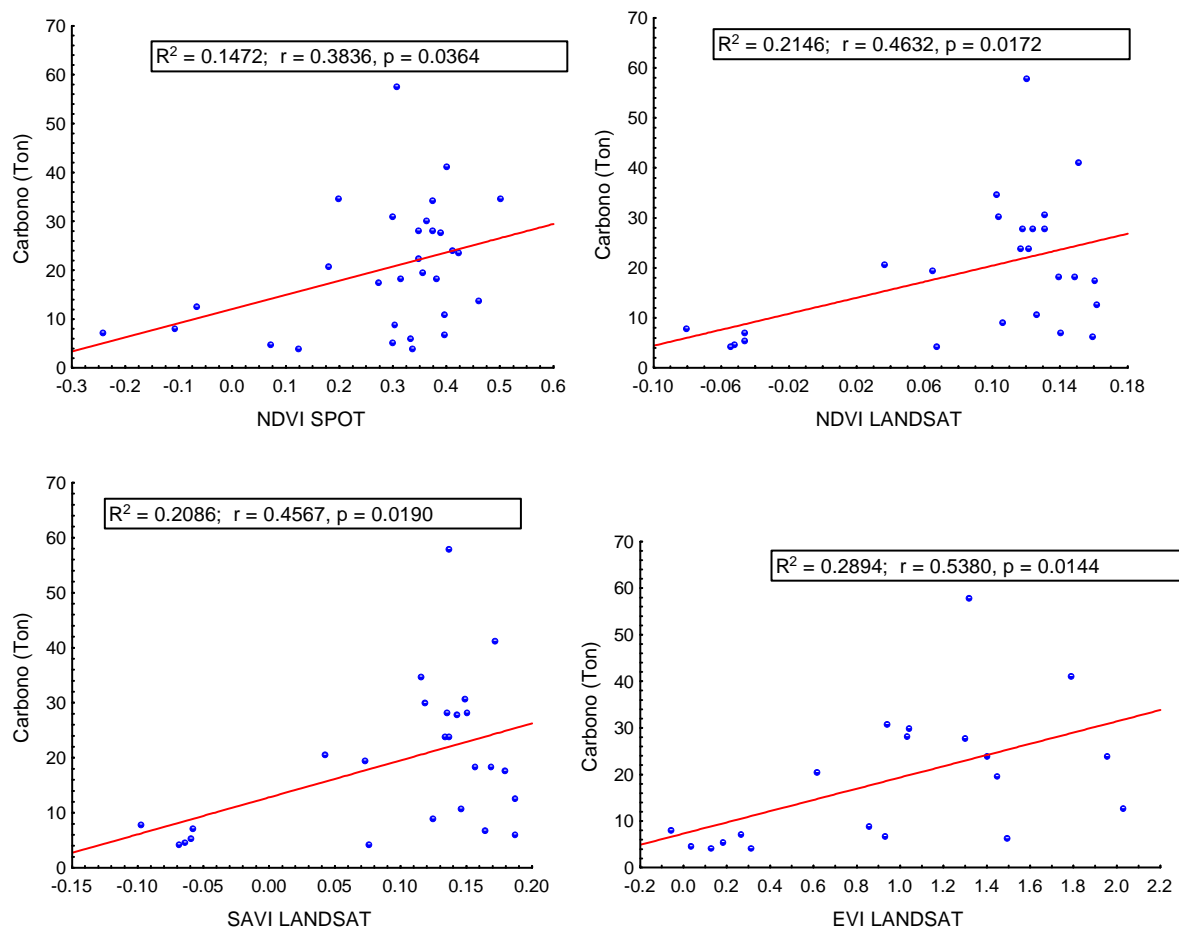 R² = 0.1472; r = 0.3836, p = 0.0364
70
60
50
40
30
20
10
0
Carbono (Ton)
-0.3 -0.2 -0.1 0.0 0.1 0.2 0.3 0.4 0.5 0.6
NDVI SPOT
R² = 0.2146; r = 0.4632, p = 0.0172
70
60
50
40
30
20
10
0
Carbono (Ton)
-0.10 -0.06 -0.02 0.02 0.06 0.10 0.14 0.18
NDVI LANDSAT
R² = 0.2086; r = 0.4567, p = 0.0190
70
60
50
40
30
20
10
0
Carbono (Ton)
-0.15 -0.10 -0.05 0.00 0.05 0.10 0.15 0.20
SAVI LANDSAT
R² = 0.2894; r = 0.5380, p = 0.0144
70
60
50
40
30
20
10
0
Carbono (Ton)
-0.2 0.0 0.2 0.4 0.6 0.8 1.0 1.2 1.4 1.6 1.8 2.0 2.2
EVI LANDSAT